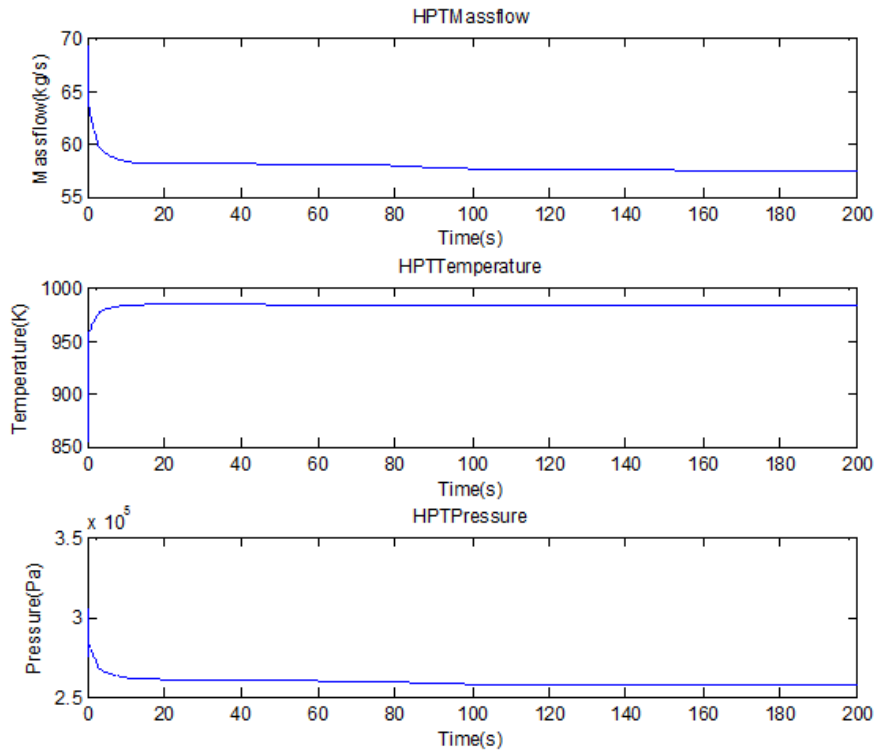 HPTMassflow
Massflow(kg/s)
70
65
60
55
0 20 40 60 80 100 120 140 160 180 200
Time(s)
HPTTemperature
Temperature(K)
1000
950
900
850
0 20 40 60 80 100 120 140 160 180 200
Time(s)
x 10^5
HPTPressure
Pressure(Pa)
3.5
3
2.5
0 20 40 60 80 100 120 140 160 180 200
Time(s)